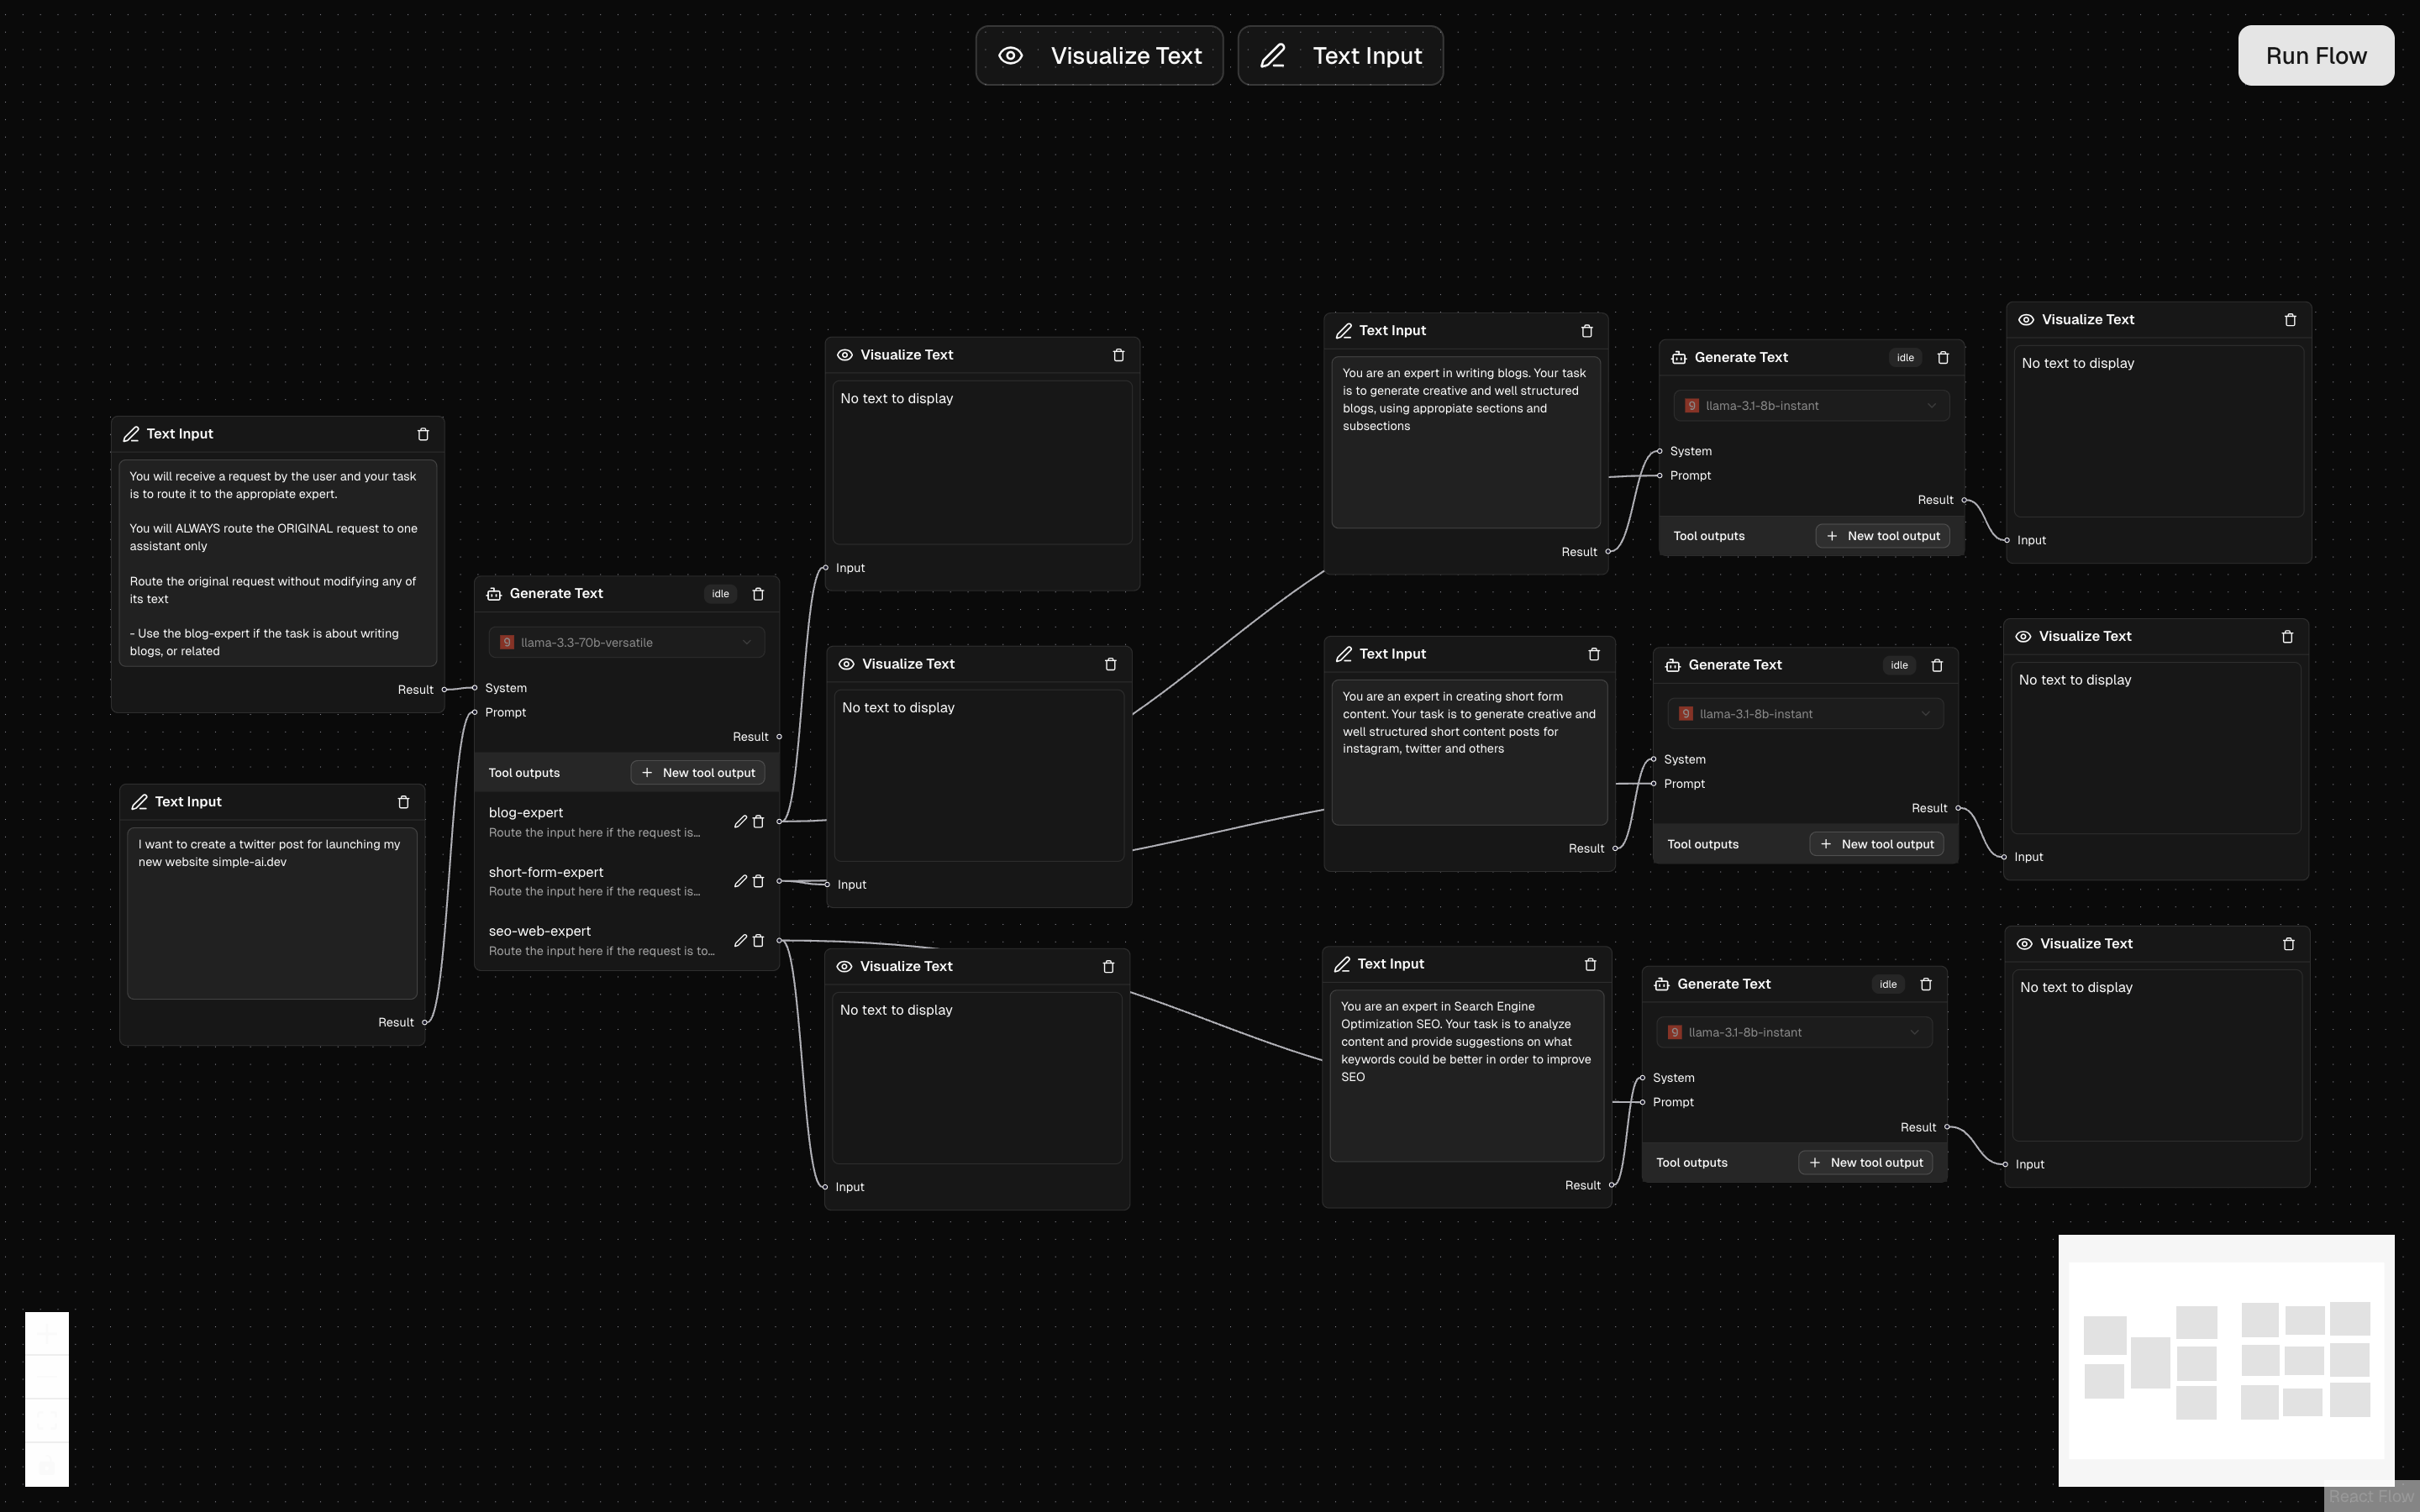 Visualize Text
Text Input
Run Flow
Text Input
You will receive a request by the user and your task
is to route it to the appropiate expert.
You will ALWAYS route the ORIGINAL request to one
assistant only
Route the original request without modifying any of
its text
- Use the blog-expert if the task is about writing
blogs, or related
Result
Text Input
I want to create a twitter post for launching my
new website simple-ai.dev
Result
Generate Text
idle
llama-3.3-70b-versatile
System
Prompt
Result
Tool outputs
New tool output
blog-expert
Route the input here if the request is...
short-form-expert
Route the input here if the request is...
seo-web-expert
Route the input here if the request is to...
Visualize Text
No text to display
Input
Visualize Text
No text to display
Input
Visualize Text
No text to display
Input
Text Input
You are an expert in writing blogs. Your task
is to generate creative and well structured
blogs, using appropiate sections and
subsections
Result
Generate Text
idle
llama-3.1-8b-instant
System
Prompt
Result
Tool outputs
New tool output
Visualize Text
No text to display
Input
Text Input
You are an expert in creating short form
content. Your task is to generate creative and
well structured short content posts for
instagram, twitter and others
Result
Generate Text
idle
llama-3.1-8b-instant
System
Prompt
Result
Tool outputs
New tool output
Visualize Text
No text to display
Input
Text Input
You are an expert in Search Engine
Optimization SEO. Your task is to analyze
content and provide suggestions on what
keywords could be better in order to improve
SEO
Result
Generate Text
idle
llama-3.1-8b-instant
System
Prompt
Result
Tool outputs
New tool output
Visualize Text
No text to display
Input
React Flow